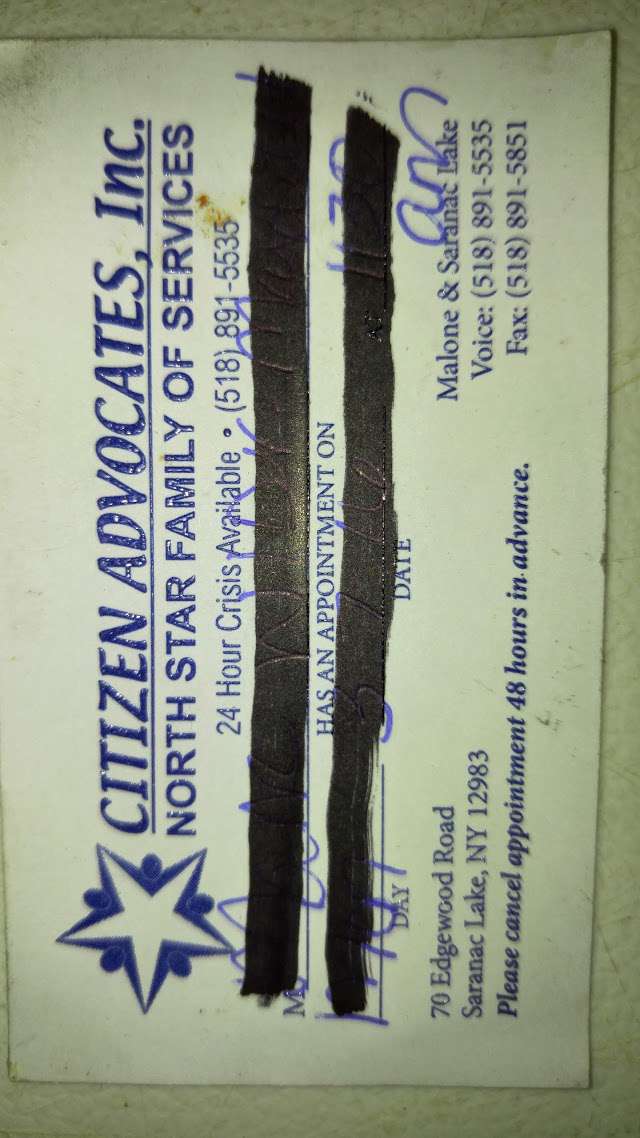 CITIZEN ADVOCATES, Inc.
NORTH STAR FAMILY OF SERVICES
24 Hour Crisis Available • (518) 891-5535
M
HAS AN APPOINTMENT ON
DAY DATE AT
70 Edgewood Road
Saranac Lake, NY 12983
Malone & Saranac Lake
Voice: (518) 891-5535
Fax: (518) 891-5851
Please cancel appointment 48 hours in advance.